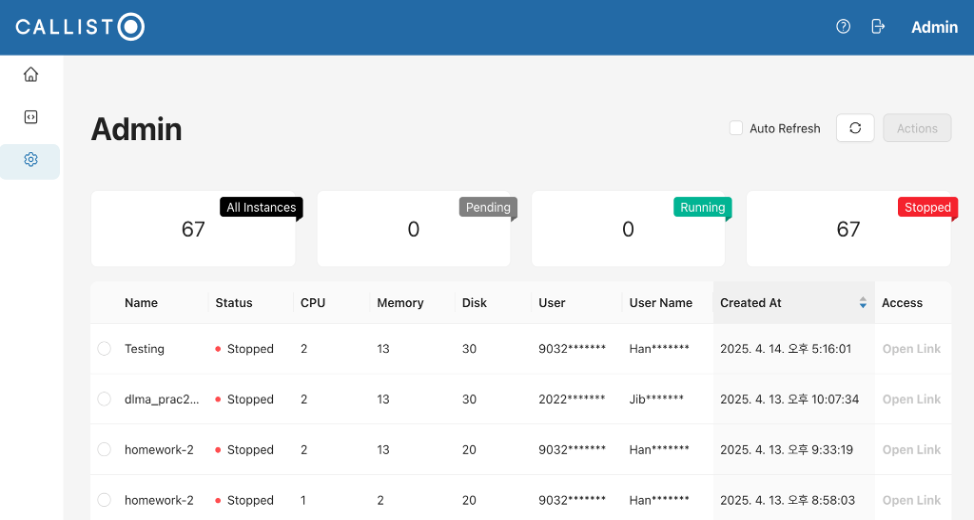 CALLISTO
Admin
Admin
Auto Refresh
Actions
All Instances
67
Pending
0
Running
0
Stopped
67
Name Status CPU Memory Disk User User Name Created At Access
Testing Stopped 2 13 30 9032******* Han******* 2025. 4. 14. 오후 5:16:01 Open Link
dlma_prac2... Stopped 2 13 30 2022******* Jib******* 2025. 4. 13. 오후 10:07:34 Open Link
homework-2 Stopped 2 13 20 9032******* Han******* 2025. 4. 13. 오후 9:33:19 Open Link
homework-2 Stopped 1 2 20 9032******* Han******* 2025. 4. 13. 오후 8:58:03 Open Link